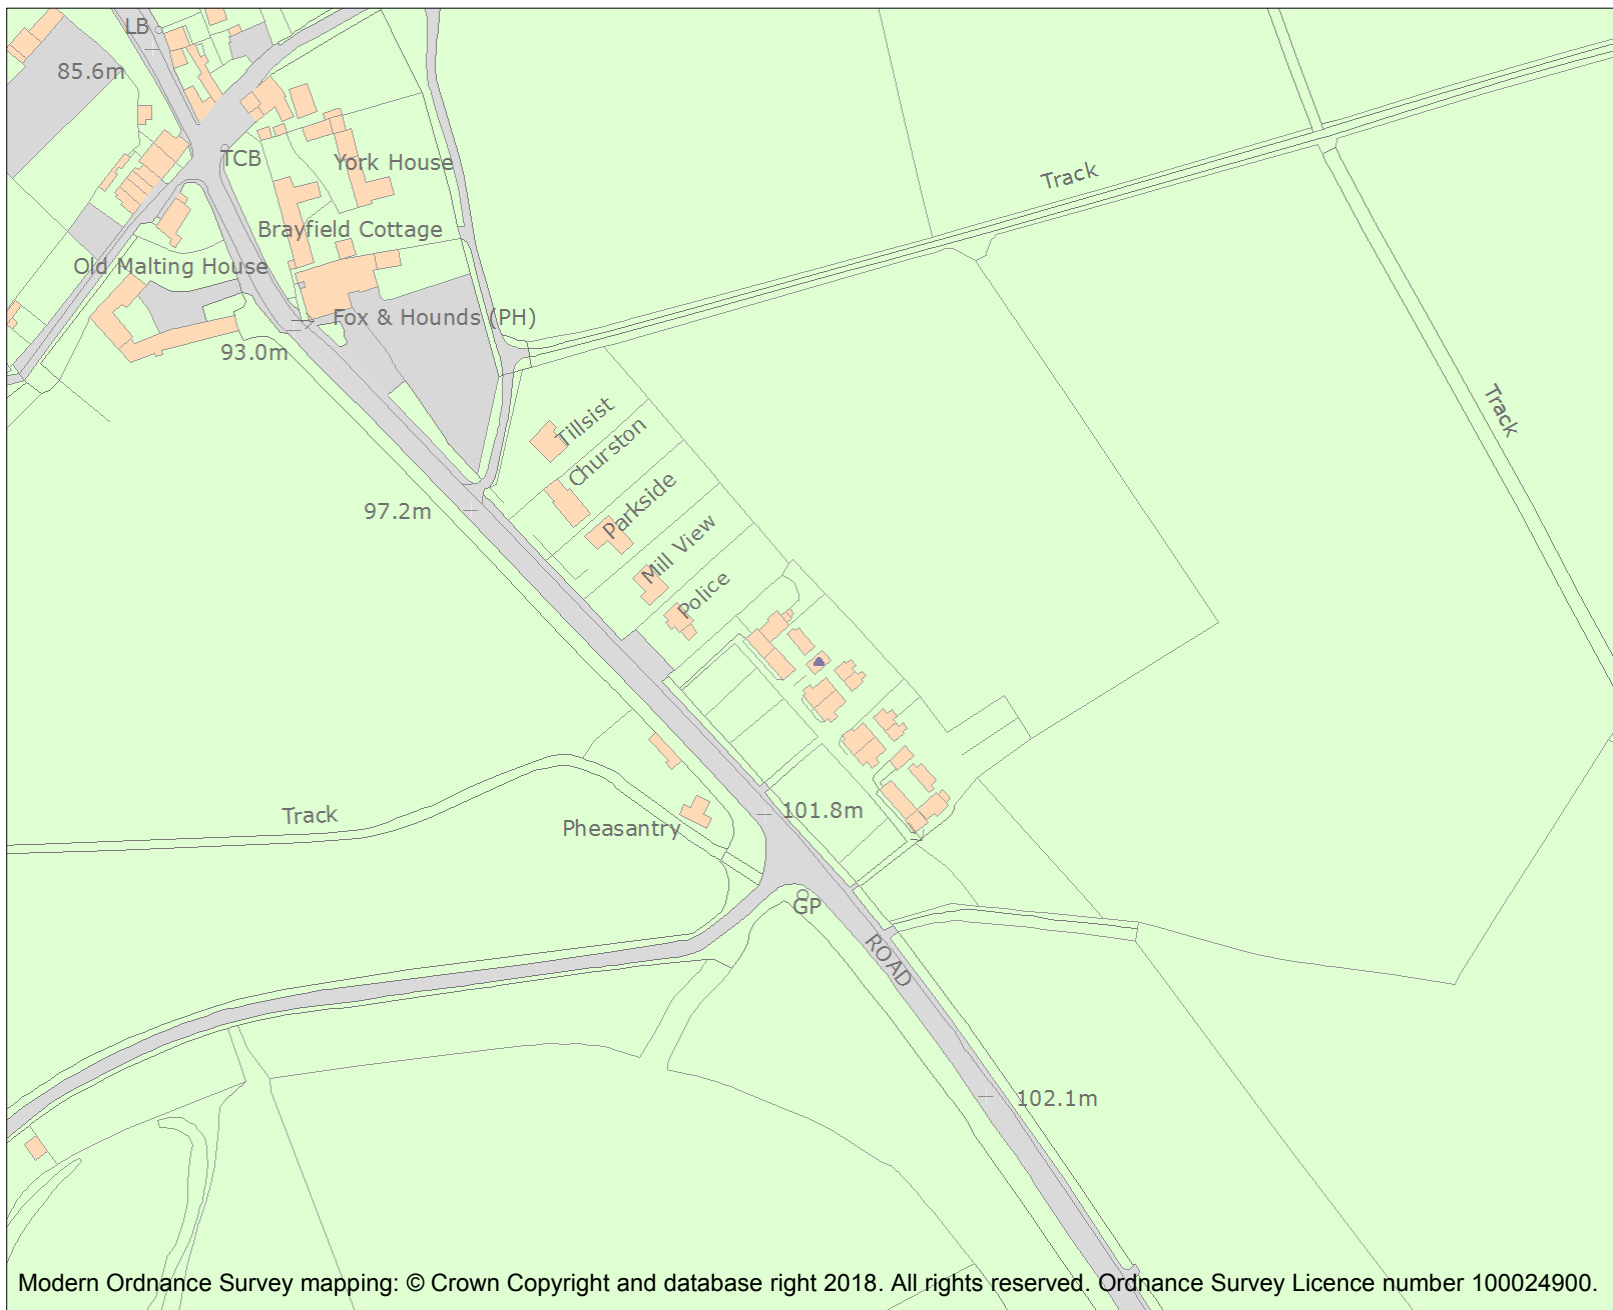 LB
85.6m
TCB
York House
Track
Brayfield Cottage
Old Malting House
Fox & Hounds (PH)
93.0m
Tillsist
Track
Churston
Parkside
97.2m
Mill View
Police
Track
101.8m
Pheasantry
GP
ROAD
102.1m
Modern Ordnance Survey mapping: © Crown Copyright and database right 2018. All rights reserved. Ordnance Survey Licence number 100024900.